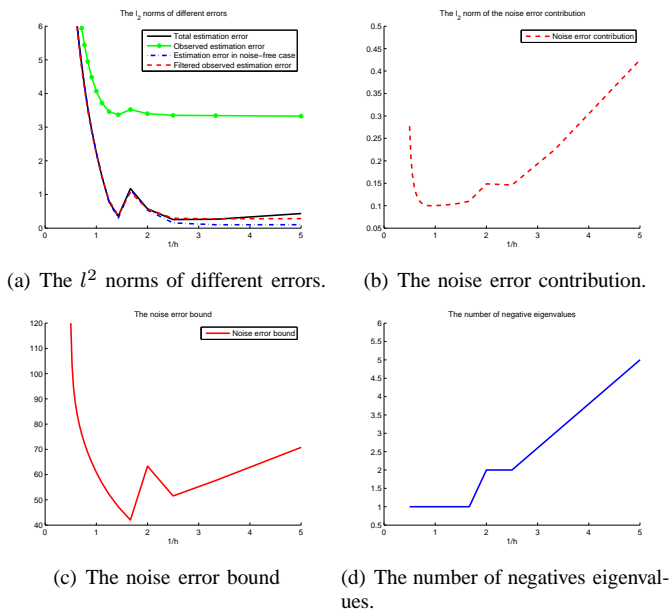 The l2 norms of different errors
Total estimation error
Observed estimation error
Estimation error in noise−free case
Filtered observed estimation error
6
5
4
3
2
1
0
0 1 2 3 4 5
1/h
(a) The l2 norms of different errors.
The l2 norm of the noise error contribution
Noise error contribution
0.5
0.45
0.4
0.35
0.3
0.25
0.2
0.15
0.1
0.05
0 1 2 3 4 5
1/h
(b) The noise error contribution.
The noise error bound
Noise error bound
120
110
100
90
80
70
60
50
40
0 1 2 3 4 5
1/h
(c) The noise error bound
The number of negative eigenvalues
6
5.5
5
4.5
4
3.5
3
2.5
2
1.5
1
0.5
0 1 2 3 4 5
1/h
(d) The number of negatives eigenval-
ues.